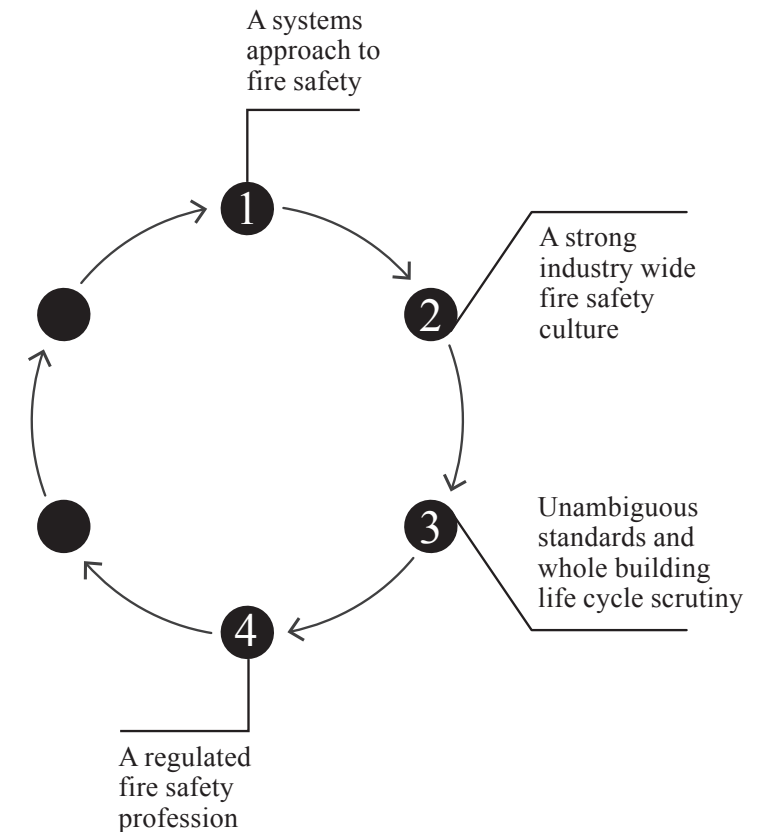 A systems
approach to
fire safety
1
2
A strong
industry wide
fire safety
culture
Unambiguous
standards and
whole building
life cycle scrutiny
3
4
A regulated
fire safety
profession